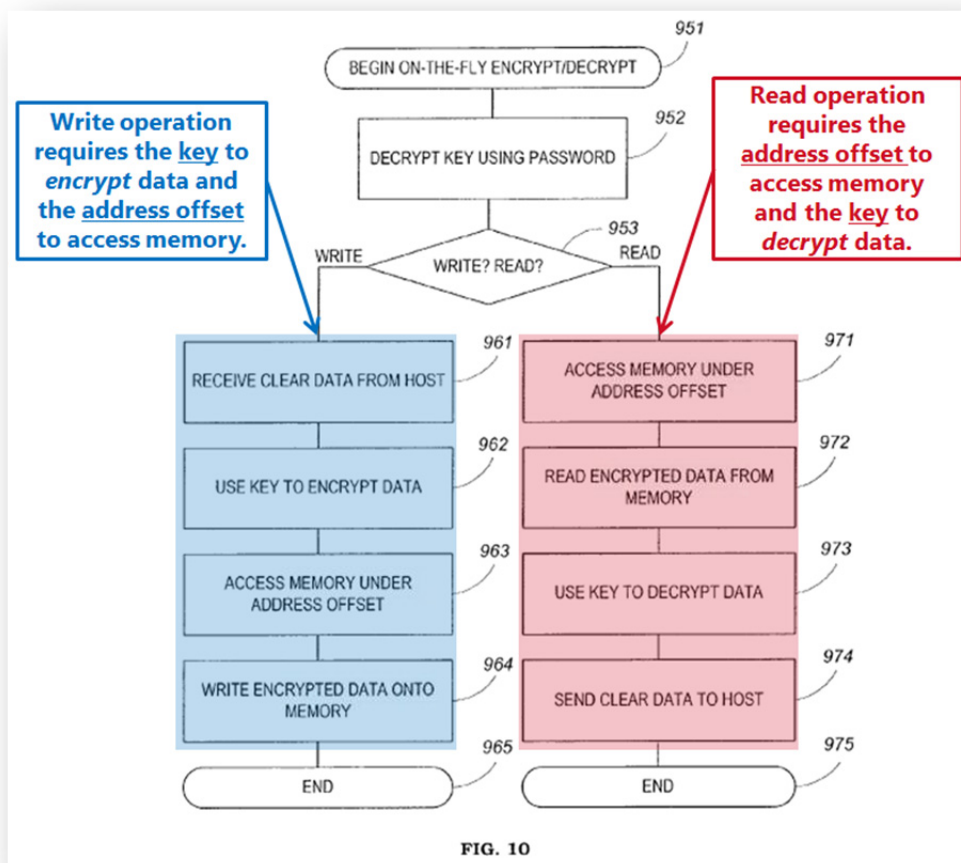 951
BEGIN ON-THE-FLY ENCRYPT/DECRYPT
Write operation
requires the key to
encrypt data and
the address offset
to access memory.
952
DECRYPT KEY USING PASSWORD
Read operation
requires the
address offset to
access memory
and the key to
decrypt data.
953
WRITE
WRITE? READ?
READ
961
RECEIVE CLEAR DATA FROM HOST
962
USE KEY TO ENCRYPT DATA
963
ACCESS MEMORY UNDER
ADDRESS OFFSET
964
WRITE ENCRYPTED DATA ONTO
MEMORY
965
END
971
ACCESS MEMORY UNDER
ADDRESS OFFSET
972
READ ENCRYPTED DATA FROM
MEMORY
973
USE KEY TO DECRYPT DATA
974
SEND CLEAR DATA TO HOST
975
END
FIG. 10